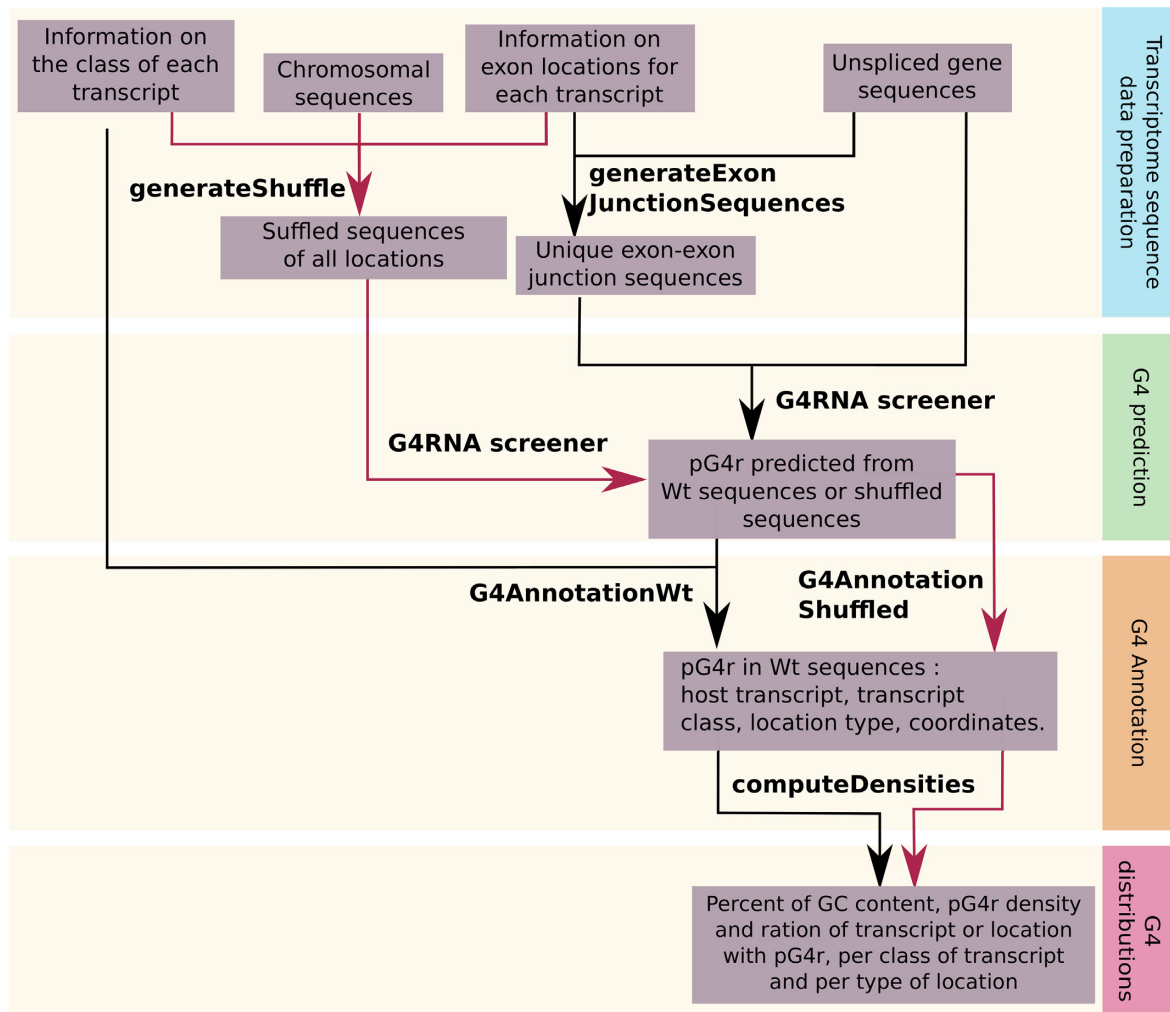 Information on
the class of each
transcript
Chromosomal
sequences
Information on
exon locations for
each transcript
Unspliced gene
sequences
Transcriptome sequence
data preparation
generateShuffle
generateExon
JunctionSequences
Suffled sequences
of all locations
Unique exon-exon
junction sequences
G4 prediction
G4RNA screener
G4RNA screener
pG4r predicted from
Wt sequences or shuffled
sequences
G4 Annotation
G4AnnotationWt
G4Annotation
Shuffled
pG4r in Wt sequences :
host transcript, transcript
class, location type, coordinates.
computeDensities
G4
distributions
Percent of GC content, pG4r density
and ration of transcript or location
with pG4r, per class of transcript
and per type of location